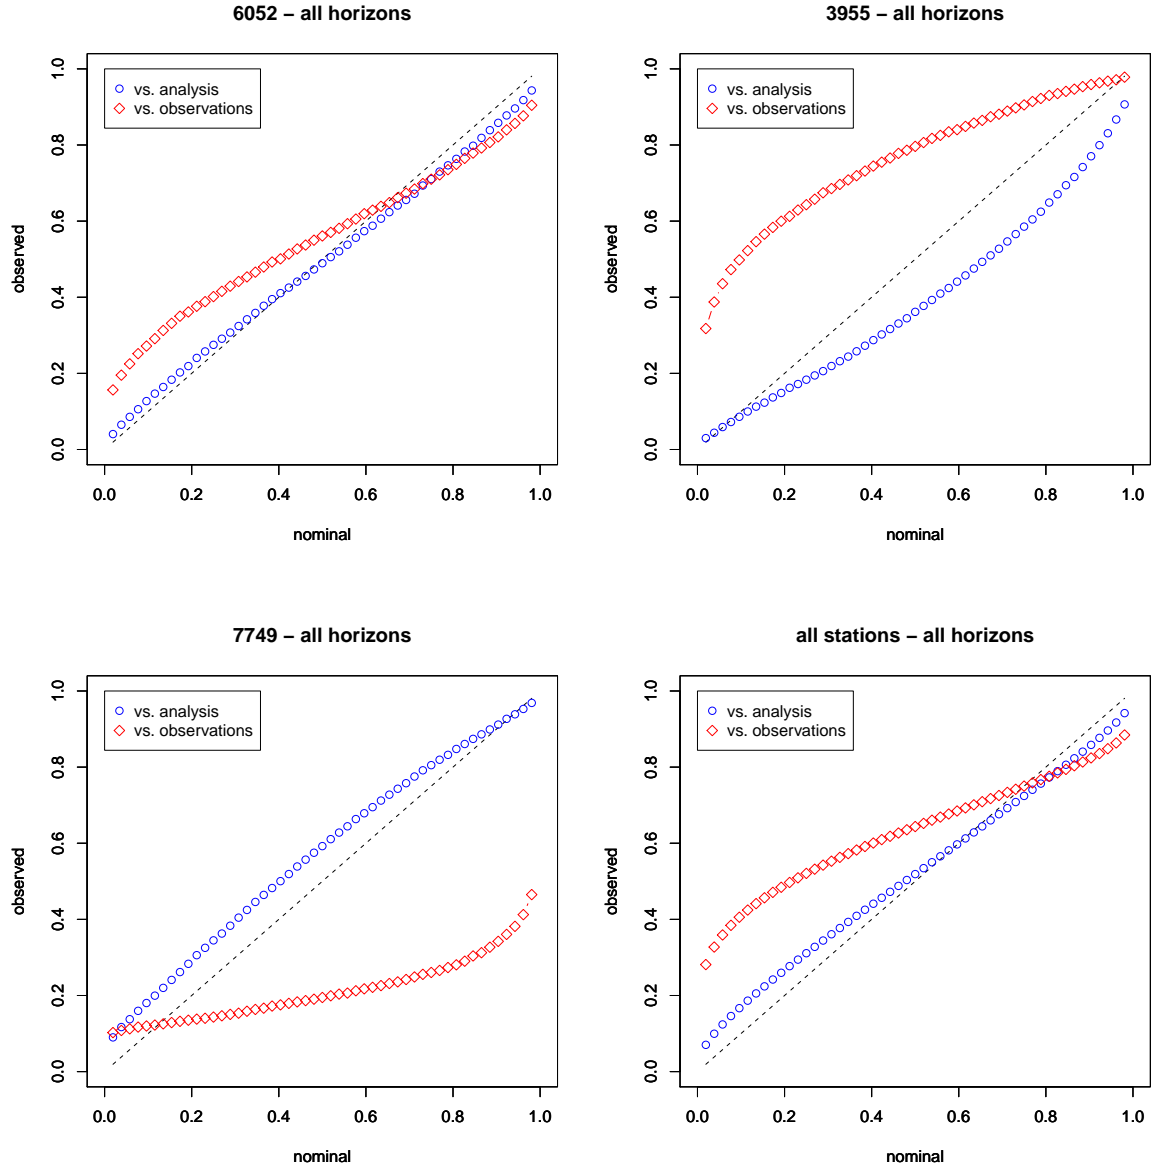 6052 – all horizons
observed
1.0
0.8
0.6
0.4
0.2
0.0
vs. analysis
vs. observations
0.0 0.2 0.4 0.6 0.8 1.0
nominal
3955 – all horizons
observed
1.0
0.8
0.6
0.4
0.2
0.0
vs. analysis
vs. observations
0.0 0.2 0.4 0.6 0.8 1.0
nominal
7749 – all horizons
observed
1.0
0.8
0.6
0.4
0.2
0.0
vs. analysis
vs. observations
0.0 0.2 0.4 0.6 0.8 1.0
nominal
all stations – all horizons
observed
1.0
0.8
0.6
0.4
0.2
0.0
vs. analysis
vs. observations
0.0 0.2 0.4 0.6 0.8 1.0
nominal